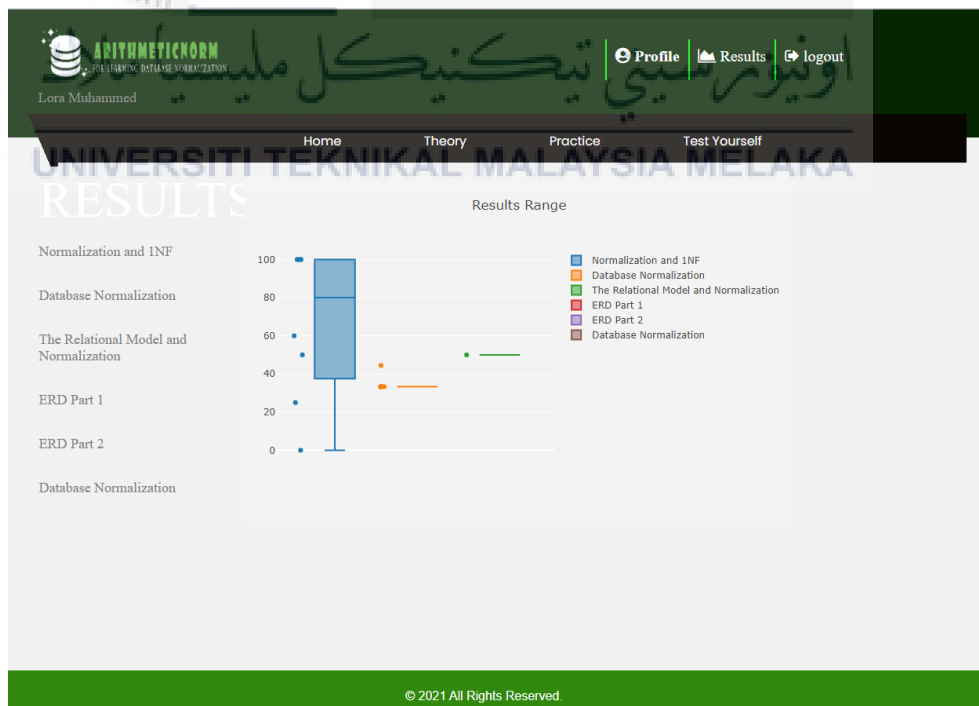 ARITHMETICNORM
FOR LEARNING DATABASE NORMALIZATION
Lora Muhammed
Profile
Results
logout
اونيۏرسيتي تيكنيكل مليسيا ملاك
Home
Theory
Practice
Test Yourself
UNIVERSITI TEKNIKAL MALAYSIA MELAKA
RESULTS
Normalization and 1NF
Database Normalization
The Relational Model and
Normalization
ERD Part 1
ERD Part 2
Database Normalization
Results Range
100
80
60
40
20
0
Normalization and 1NF
Database Normalization
The Relational Model and Normalization
ERD Part 1
ERD Part 2
Database Normalization
© 2021 All Rights Reserved.